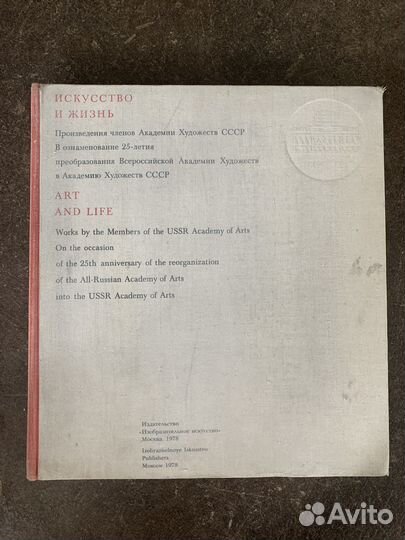 ИСКУССТВО
И ЖИЗНЬ
Произведения членов Академии Художеств СССР
В ознаменование 25-летия
преобразования Всероссийской Академии Художеств
в Академию Художеств СССР
ART
AND LIFE
Works by the Members of the USSR Academy of Arts
On the occasion
of the 25th anniversary of the reorganization
of the All-Russian Academy of Arts
into the USSR Academy of Arts
Издательство
«Изобразительное искусство»
Москва. 1978
Izobrazitelnoye Iskusstvo
Publishers
Moscow 1978
Avito